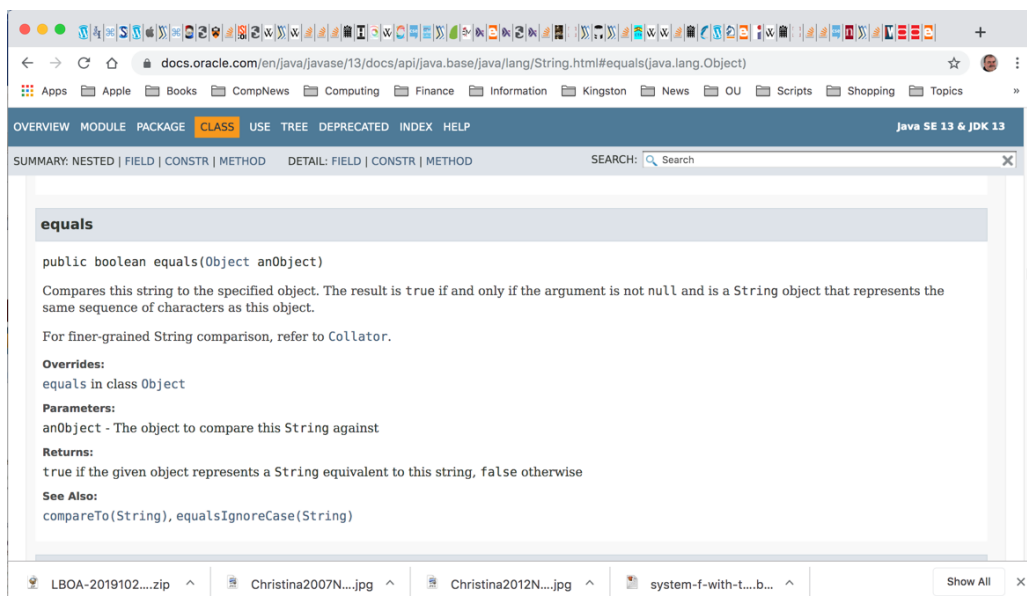 docs.oracle.com/en/java/javase/13/docs/api/java.base/java/lang/String.html#equals(java.lang.Object)
Apps Apple Books CompNews Computing Finance Information Kingston News OU Scripts Shopping Topics »
OVERVIEW MODULE PACKAGE CLASS USE TREE DEPRECATED INDEX HELP Java SE 13 & JDK 13
SUMMARY: NESTED | FIELD | CONSTR | METHOD DETAIL: FIELD | CONSTR | METHOD SEARCH: Search
equals
public boolean equals(Object anObject)
Compares this string to the specified object. The result is true if and only if the argument is not null and is a String object that represents the
same sequence of characters as this object.
For finer-grained String comparison, refer to Collator.
Overrides:
equals in class Object
Parameters:
anObject - The object to compare this String against
Returns:
true if the given object represents a String equivalent to this string, false otherwise
See Also:
compareTo(String), equalsIgnoreCase(String)
LBOA-2019102....zip Christina2007N....jpg Christina2012N....jpg system-f-with-t....b... Show All